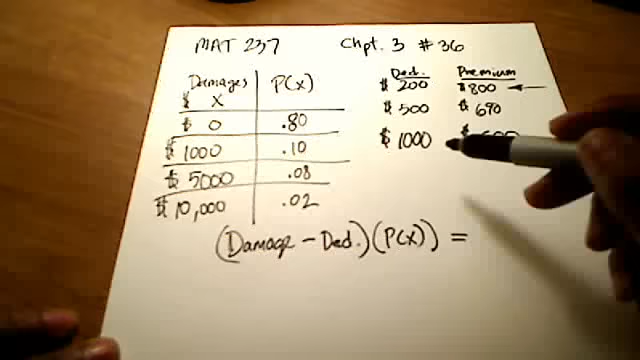 MAT 237 Chpt. 3 #36
Damages P(x) Ded. Premium
$ X $ 200 $ 800 ←
$ 0 .80 $ 500 $ 690
$ 1000 .10 $ 1000
$ 5000 .08
$ 10,000 .02
(Damage - Ded.)(P(x)) =